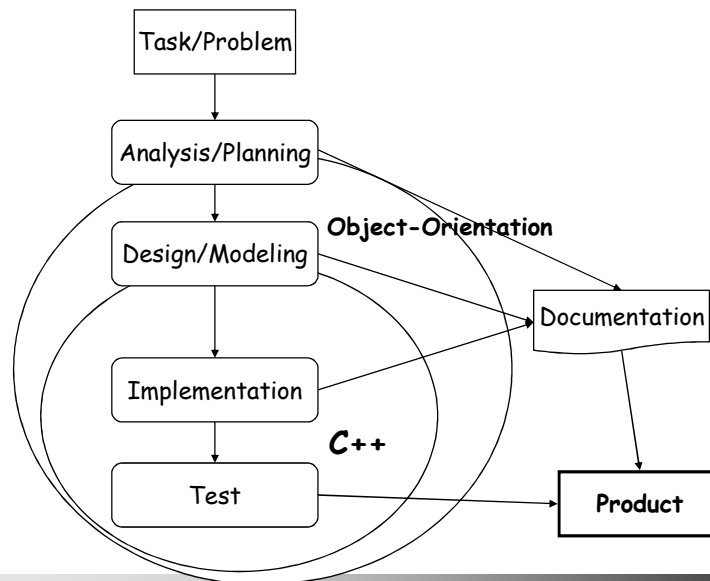 Task/Problem
Analysis/Planning
Object-Orientation
Design/Modeling
Documentation
Implementation
C++
Test
Product